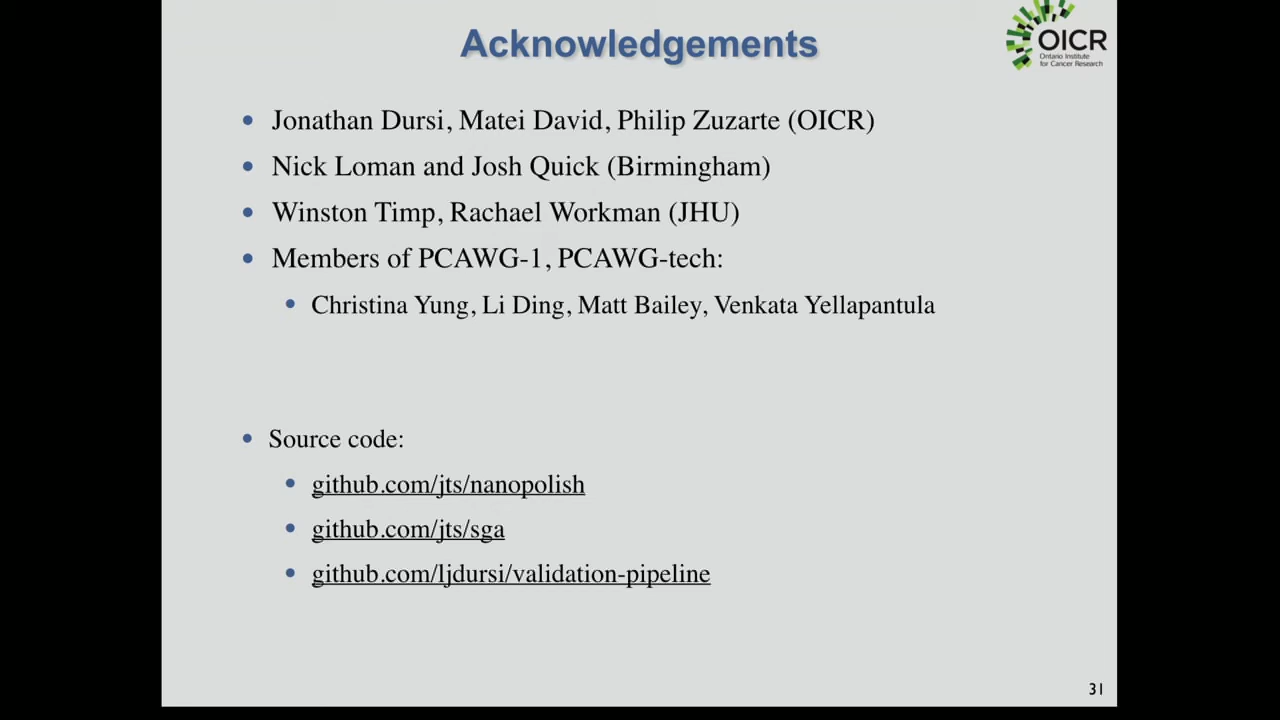 Acknowledgements
OICR
Ontario Institute
for Cancer Research
• Jonathan Dursi, Matei David, Philip Zuzarte (OICR)
• Nick Loman and Josh Quick (Birmingham)
• Winston Timp, Rachael Workman (JHU)
• Members of PCAWG-1, PCAWG-tech:
• Christina Yung, Li Ding, Matt Bailey, Venkata Yellapantula
• Source code:
• github.com/jts/nanopolish
• github.com/jts/sga
• github.com/ljdursi/validation-pipeline
31